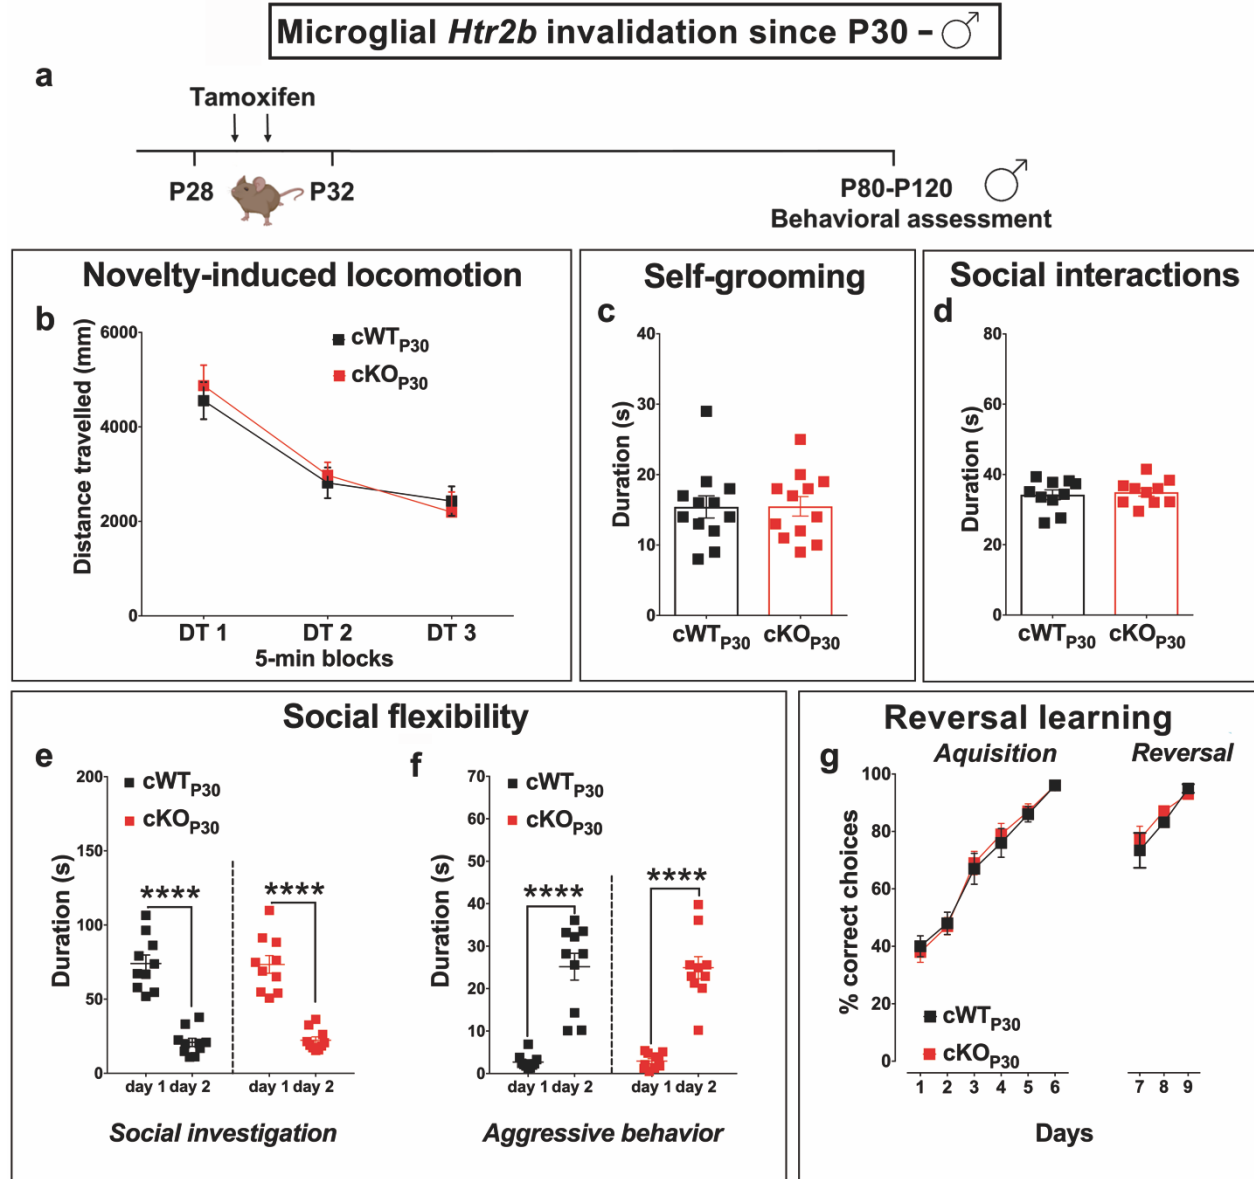 Microglial Htr2b invalidation since P30 – ♂
a
Tamoxifen
P28
P32
P80-P120 ♂
Behavioral assessment
Novelty-induced locomotion
b
Distance travelled (mm)
6000
4000
2000
0
cWTP30
cKOP30
DT 1 DT 2 DT 3
5-min blocks
Self-grooming
c
Duration (s)
40
30
20
10
0
cWTP30 cKOP30
Social interactions
d
Duration (s)
80
60
40
20
0
cWTP30 cKOP30
Social flexibility
e
Duration (s)
200
150
100
50
0
cWTP30
cKOP30
**** ****
day 1 day 2 day 1 day 2
Social investigation
f
Duration (s)
70
60
50
40
30
20
10
0
cWTP30
cKOP30
**** ****
day 1 day 2 day 1 day 2
Aggressive behavior
Reversal learning
g
Aquisition Reversal
% correct choices
100
80
60
40
20
0
cWTP30
cKOP30
1 2 3 4 5 6 7 8 9
Days